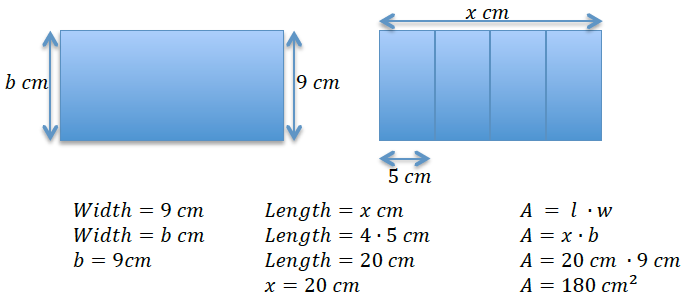 x cm
b cm
9 cm
5 cm
Width = 9 cm
Width = b cm
b = 9cm
Length = x cm
Length = 4 · 5 cm
Length = 20 cm
x = 20 cm
A = l · w
A = x · b
A = 20 cm · 9 cm
A = 180 cm²